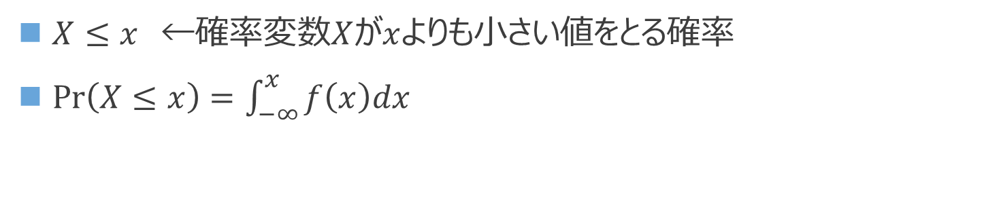 ■ 𝑋 ≤ 𝑥 ←確率変数𝑋が𝑥よりも小さい値をとる確率
■ Pr(𝑋 ≤ 𝑥) = ∫_{−∞}^{𝑥} 𝑓(𝑥)𝑑𝑥